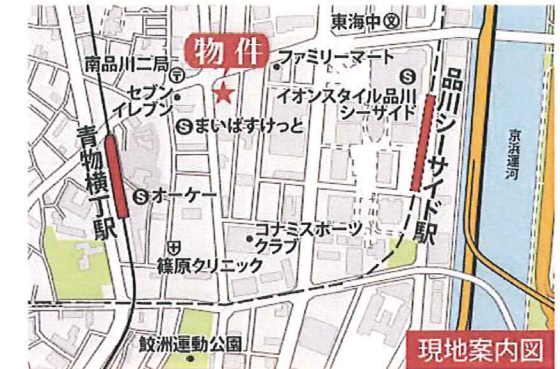 東海中文
物件
南品川二局〒
ファミリーマート
セブン
イレブン
Ⓢ
イオンスタイル品川
シーサイド
品川シーサイド駅
京浜運河
Ⓢまいばすけっと
青物横丁駅
Ⓢオーケー
コナミスポーツ
クラブ
篠原クリニック
鮫洲運動公園
現地案内図